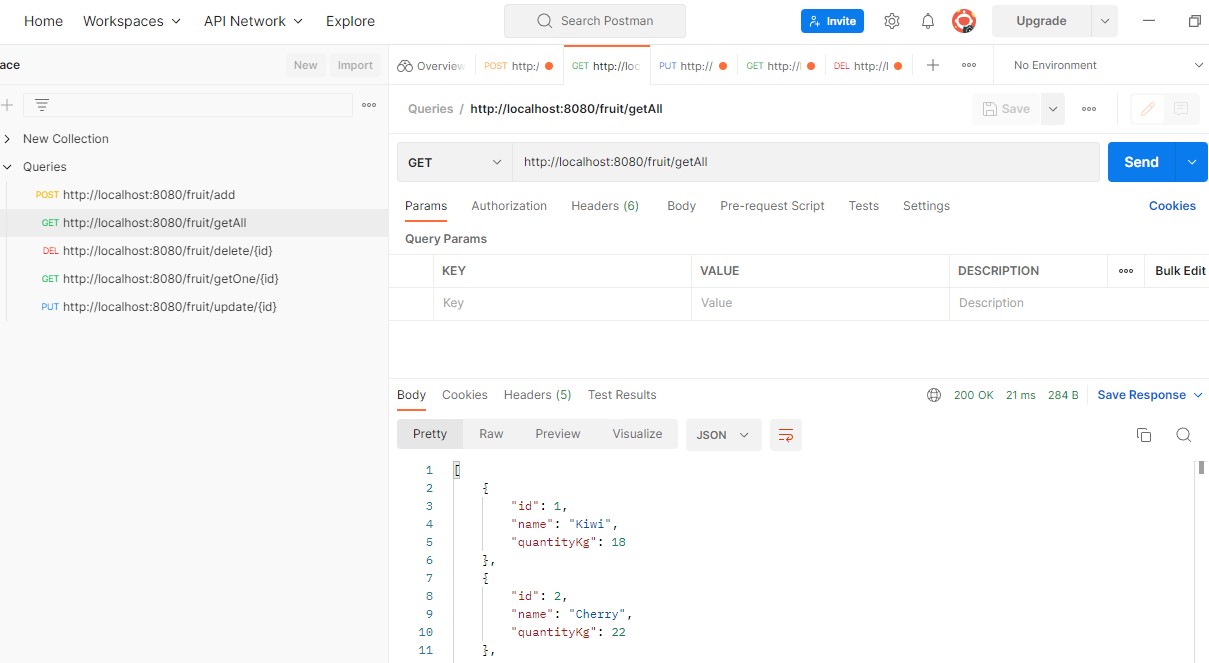 Home Workspaces API Network Explore Search Postman Invite Upgrade
ace New Import
Overview POST http:/ GET http://loc PUT http:// GET http://l DEL http://l No Environment
Queries / http://localhost:8080/fruit/getAll Save
New Collection
Queries
POST http://localhost:8080/fruit/add
GET http://localhost:8080/fruit/getAll
DEL http://localhost:8080/fruit/delete/{id}
GET http://localhost:8080/fruit/getOne/{id}
PUT http://localhost:8080/fruit/update/{id}
GET http://localhost:8080/fruit/getAll Send
Params Authorization Headers (6) Body Pre-request Script Tests Settings Cookies
Query Params
KEY VALUE DESCRIPTION Bulk Edit
Key Value Description
Body Cookies Headers (5) Test Results 200 OK 21 ms 284 B Save Response
Pretty Raw Preview Visualize JSON
1 [
2 {
3 "id": 1,
4 "name": "Kiwi",
5 "quantityKg": 18
6 },
7 {
8 "id": 2,
9 "name": "Cherry",
10 "quantityKg": 22
11 },